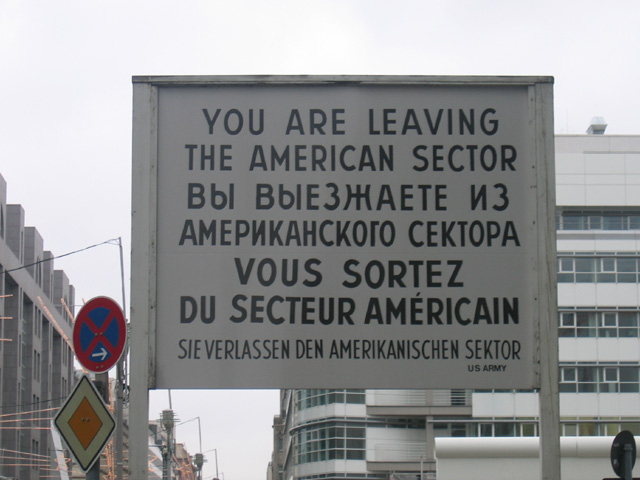 YOU ARE LEAVING
THE AMERICAN SECTOR
ВЫ ВЫЕЗЖАЕТЕ ИЗ
АМЕРИКАНСКОГО СЕКТОРА
VOUS SORTEZ
DU SECTEUR AMÉRICAIN
SIE VERLASSEN DEN AMERIKANISCHEN SEKTOR
US ARMY